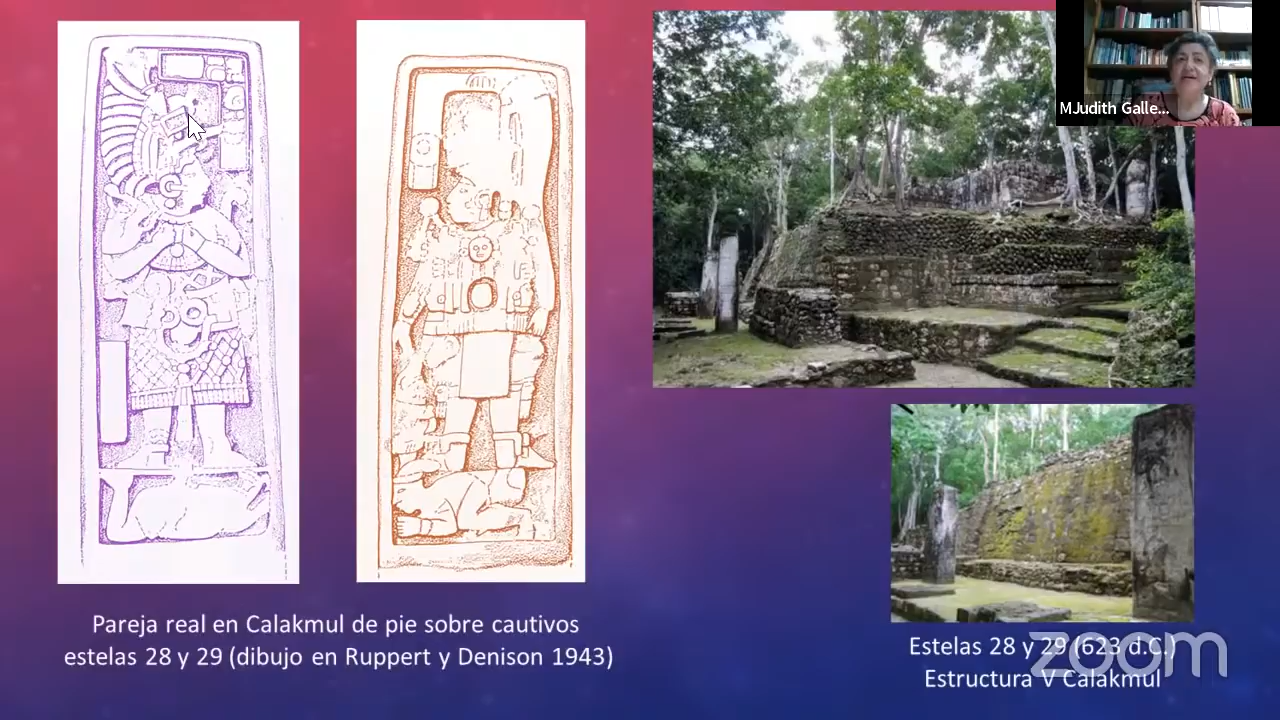 MJudith Galle...
Pareja real en Calakmul de pie sobre cautivos
estelas 28 y 29 (dibujo en Ruppert y Denison 1943)
Estelas 28 y 29 (623 d.C.)
Estructura V Calakmul
zoom